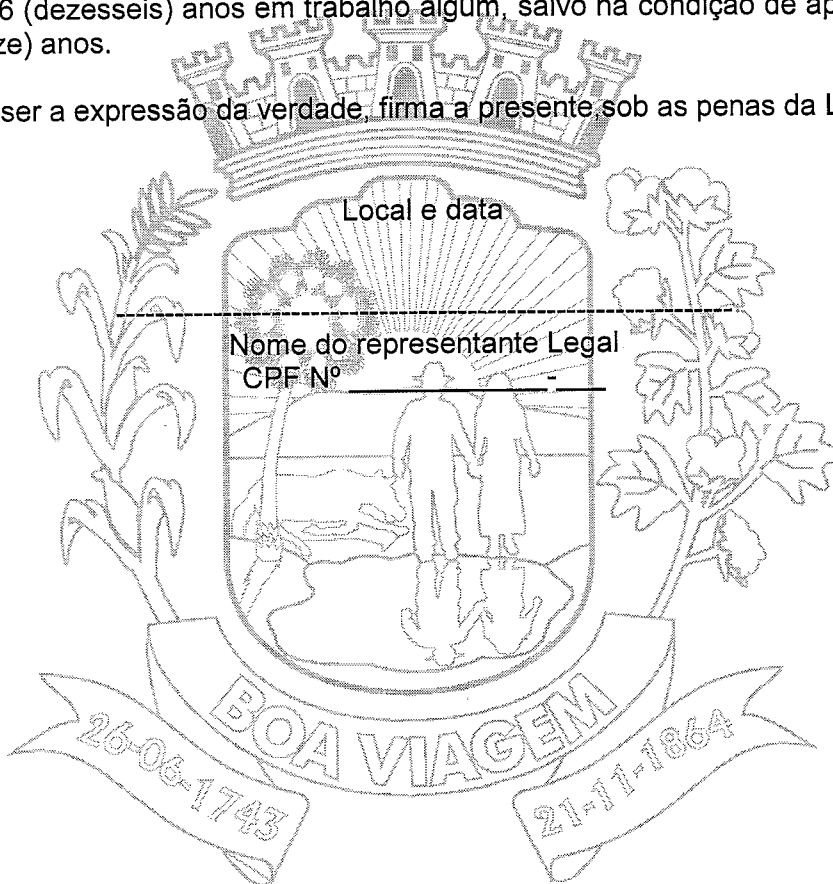 6 (dezesseis) anos em trabalho algum, salvo na condição de ap
ze) anos.
ser a expressão da verdade, firma a presente, sob as penas da L
Local e data
Nome do representante Legal
CPF Nº ____________-____
BOA VIAGEM
26-06-1743
21-11-1864